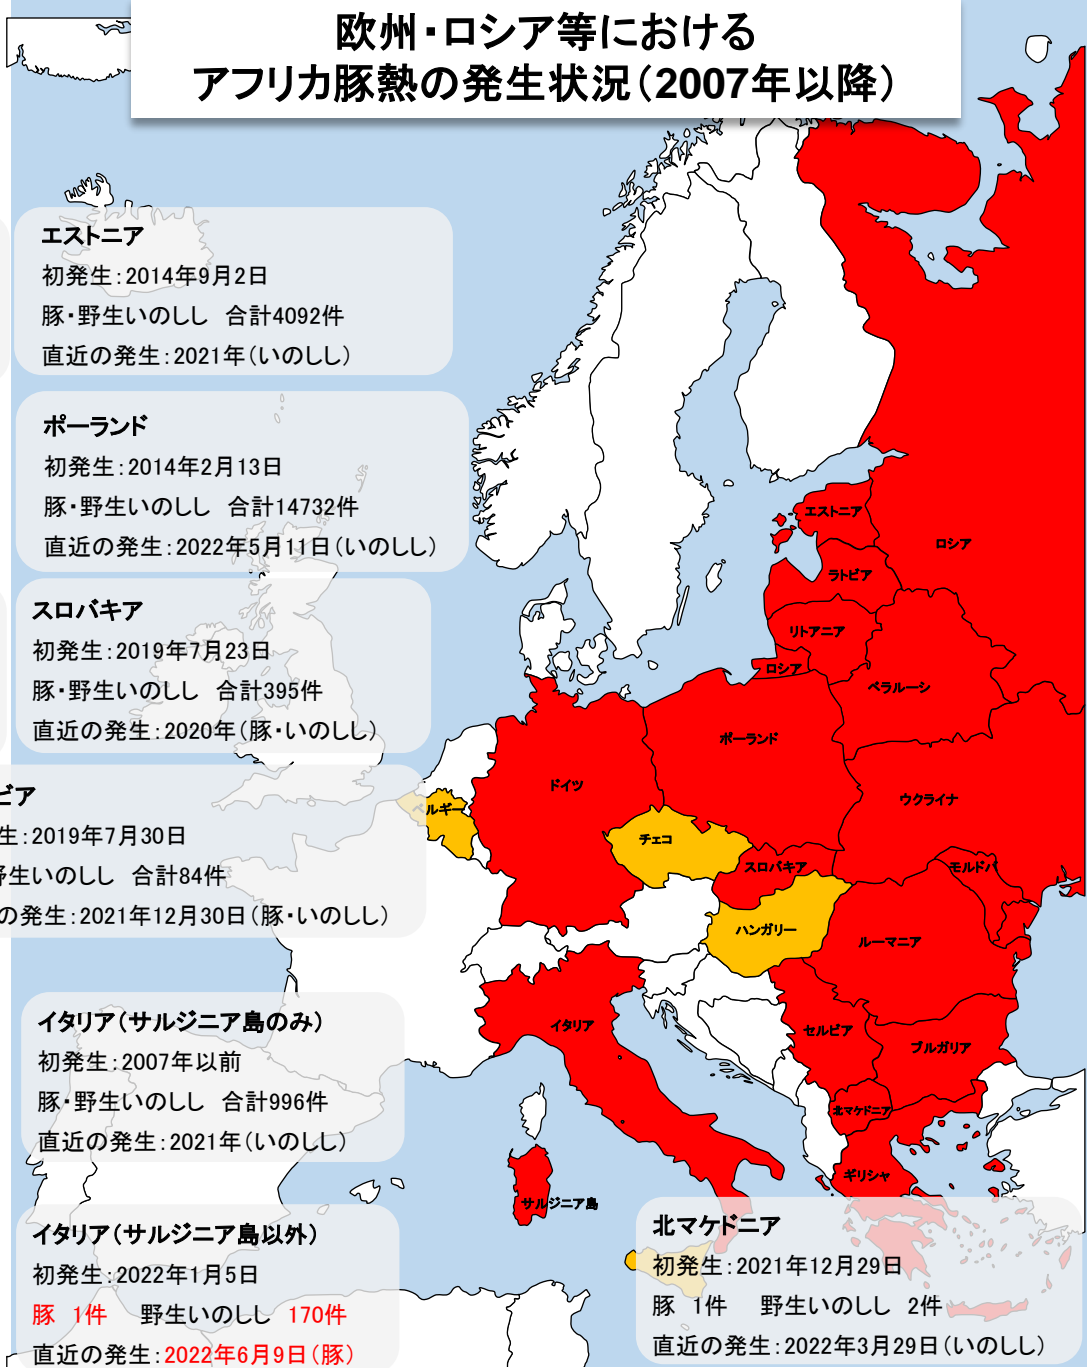 欧州・ロシア等における
アフリカ豚熱の発生状況（2007年以降）
エストニア
初発生：2014年9月2日
豚・野生いのしし　合計4092件
直近の発生：2021年（いのしし）
ポーランド
初発生：2014年2月13日
豚・野生いのしし　合計14732件
直近の発生：2022年5月11日（いのしし）
スロバキア
初発生：2019年7月23日
豚・野生いのしし　合計395件
直近の発生：2020年（豚・いのしし）
ビア
生：2019年7月30日
野生いのしし　合計84件
の発生：2021年12月30日（豚・いのしし）
イタリア（サルジニア島のみ）
初発生：2007年以前
豚・野生いのしし　合計996件
直近の発生：2021年（いのしし）
イタリア（サルジニア島以外）
初発生：2022年1月5日
豚 1件　野生いのしし 170件
直近の発生：2022年6月9日（豚）
北マケドニア
初発生：2021年12月29日
豚 1件　野生いのしし 2件
直近の発生：2022年3月29日（いのしし）
エストニア
ロシア
ラトビア
リトアニア
ロシア
ベラルーシ
ポーランド
ドイツ
ウクライナ
ベルギー
チェコ
スロバキア
モルドバ
ハンガリー
ルーマニア
イタリア
セルビア
ブルガリア
北マケドニア
ギリシャ
サルジニア島